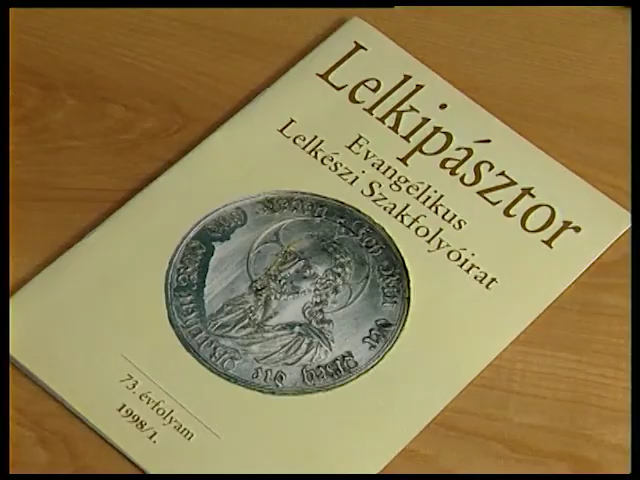 Lelkipásztor
Evangélikus
Lelkészi Szakfolyóirat
73. évfolyam
1998/1.